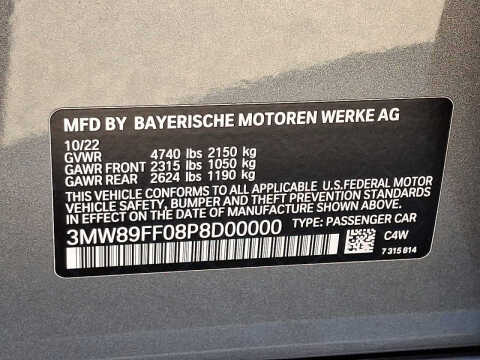 MFD BY BAYERISCHE MOTOREN WERKE AG
10/22
GVWR 4740 lbs 2150 kg
GAWR FRONT 2315 lbs 1050 kg
GAWR REAR 2624 lbs 1190 kg
THIS VEHICLE CONFORMS TO ALL APPLICABLE U.S.FEDERAL MOTOR
VEHICLE SAFETY, BUMPER AND THEFT PREVENTION STANDARDS
IN EFFECT ON THE DATE OF MANUFACTURE SHOWN ABOVE.
3MW89FF08P8D00000 TYPE: PASSENGER CAR
C4W
7 315 814